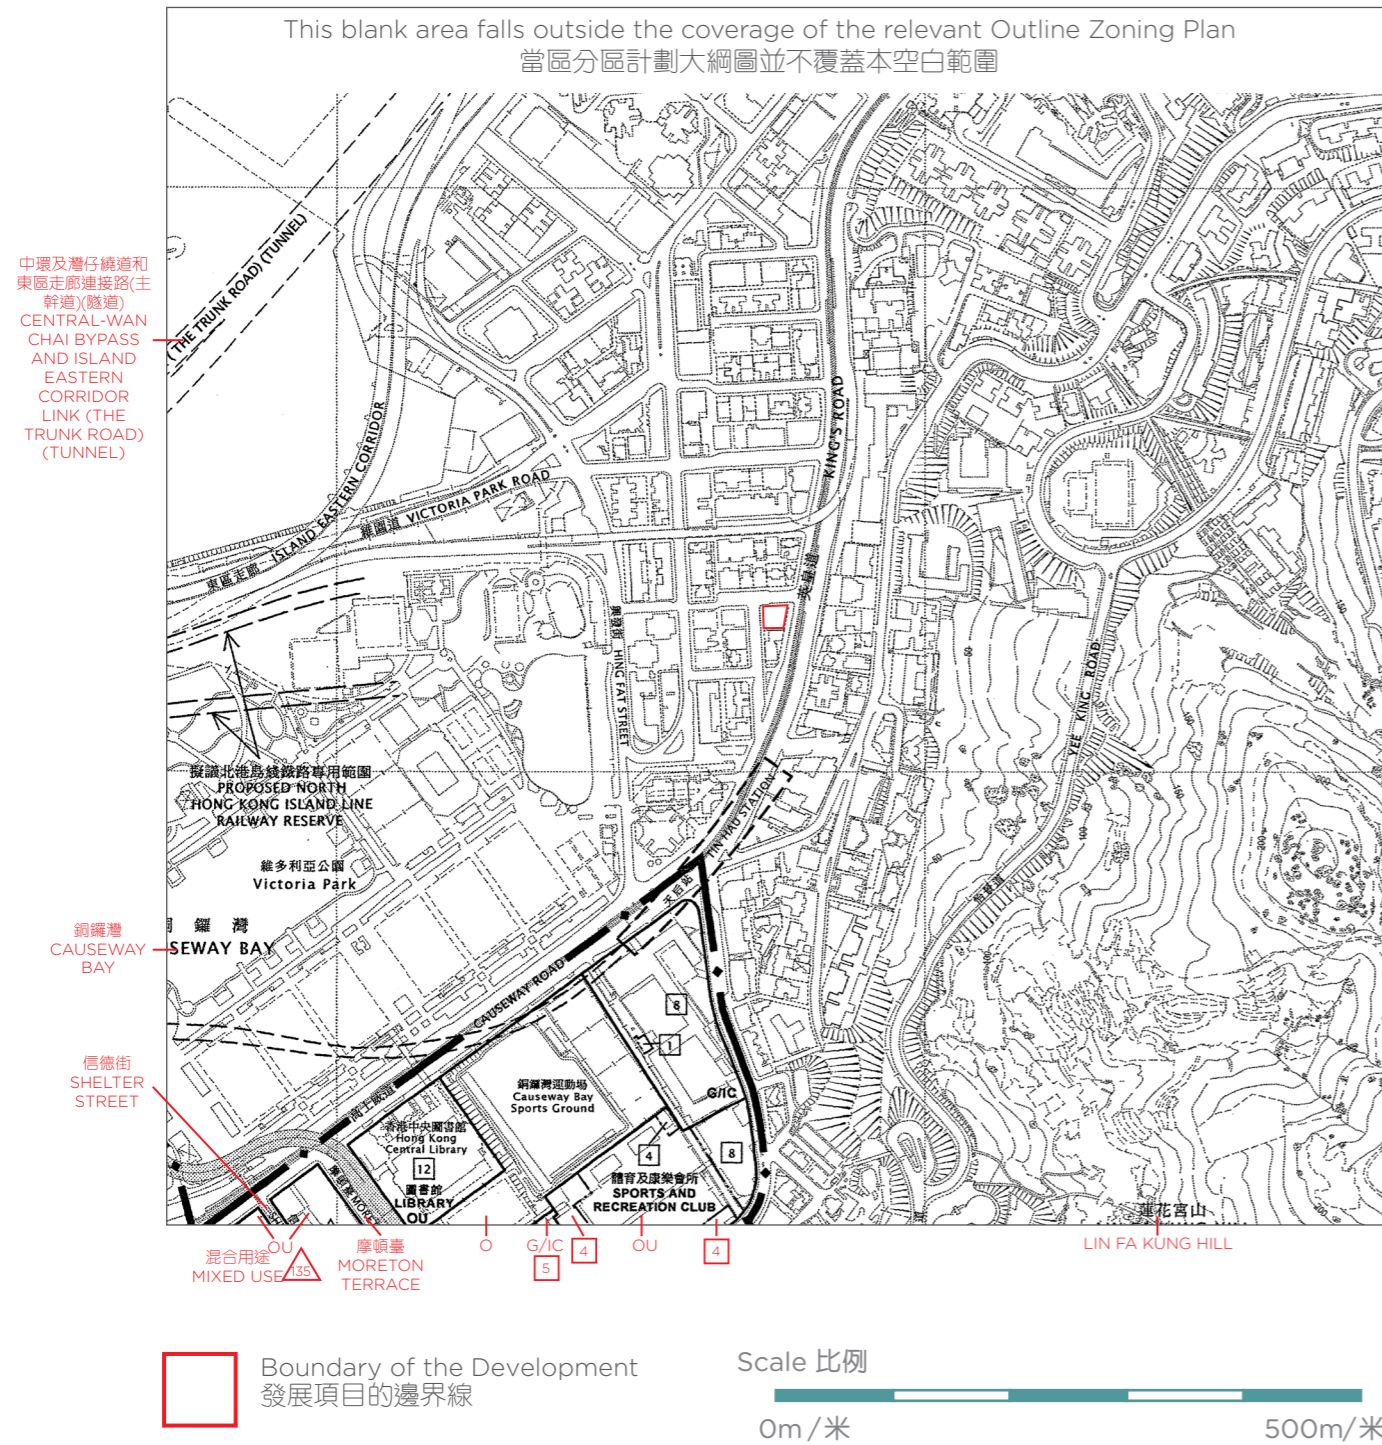 This blank area falls outside the coverage of the relevant Outline Zoning Plan
當區分區計劃大綱圖並不覆蓋本空白範圍
(THE TRUNK ROAD) (TUNNEL)
中環及灣仔繞道和
東區走廊連接路(主
幹道)(隧道)
CENTRAL-WAN
CHAI BYPASS
AND ISLAND
EASTERN
CORRIDOR
LINK (THE
TRUNK ROAD)
(TUNNEL)
KING'S ROAD
英皇道
東區走廊 ISLAND EASTERN CORRIDOR
維園道 VICTORIA PARK ROAD
興發街 HING FAT STREET
YEE KING ROAD
擬議北港島綫鐵路專用範圍
PROPOSED NORTH
HONG KONG ISLAND LINE
RAILWAY RESERVE
TIN HAU STATION
天后站
維多利亞公園
Victoria Park
鑼 灣
SEWAY BAY
銅鑼灣
CAUSEWAY
BAY
CAUSEWAY ROAD
高士威道
8
1
G/IC
信德街
SHELTER
STREET
銅鑼灣運動場
Causeway Bay
Sports Ground
香港中央圖書館
Hong Kong
Central Library
12
圖書館
LIBRARY
OU
4
8
體育及康樂會所
SPORTS AND
RECREATION CLUB
蓮花宮山
OU
混合用途
MIXED USE
135
摩頓臺
MORETON
TERRACE
O
G/IC
5
4
OU
4
LIN FA KUNG HILL
Boundary of the Development
發展項目的邊界線
Scale 比例
0m/米
500m/米